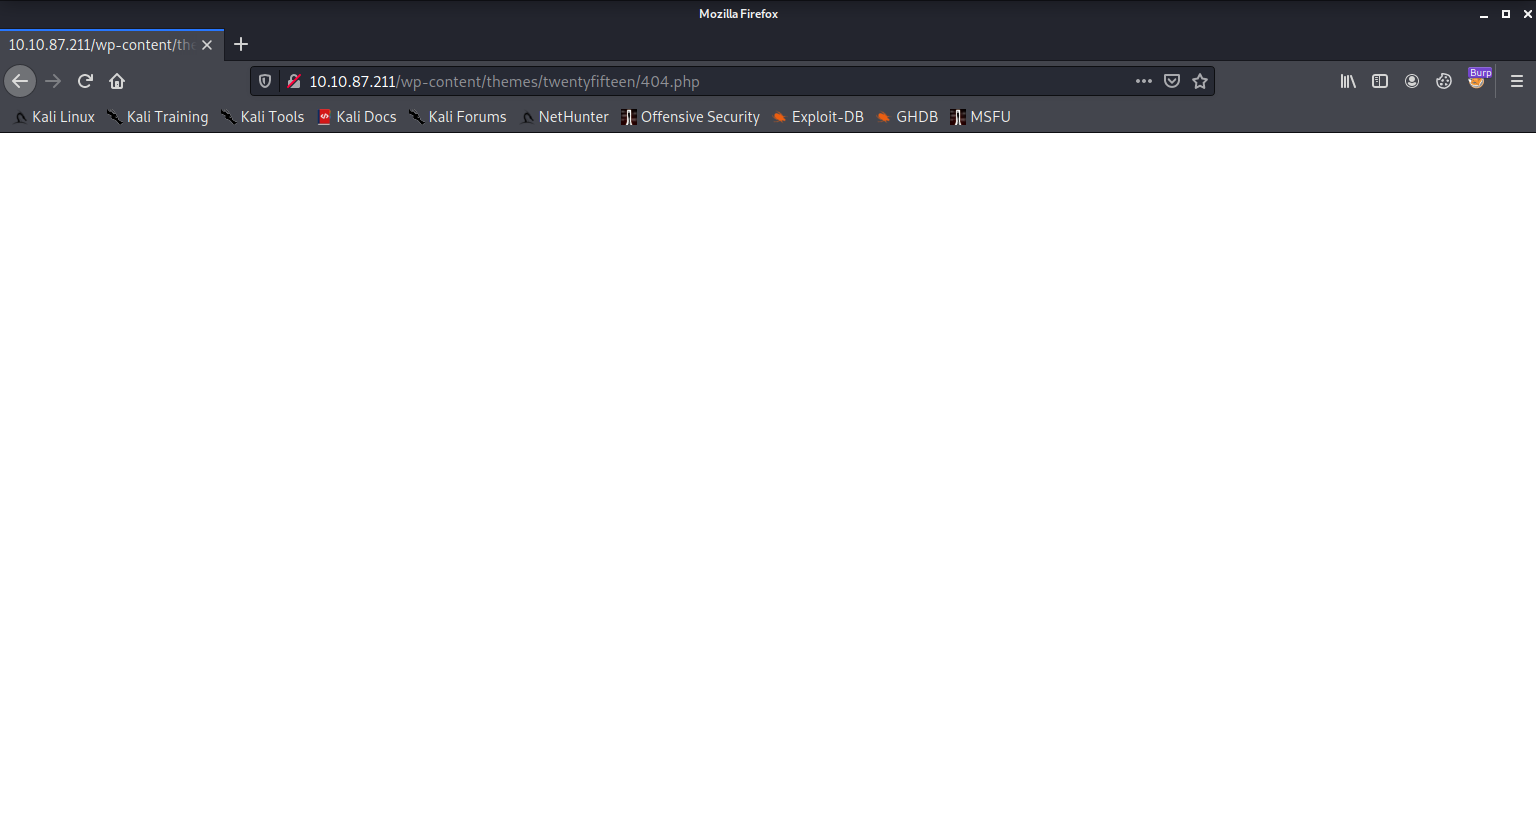 Mozilla Firefox
10.10.87.211/wp-content/th
10.10.87.211/wp-content/themes/twentyfifteen/404.php
Burp
Kali Linux Kali Training Kali Tools Kali Docs Kali Forums NetHunter Offensive Security Exploit-DB GHDB MSFU